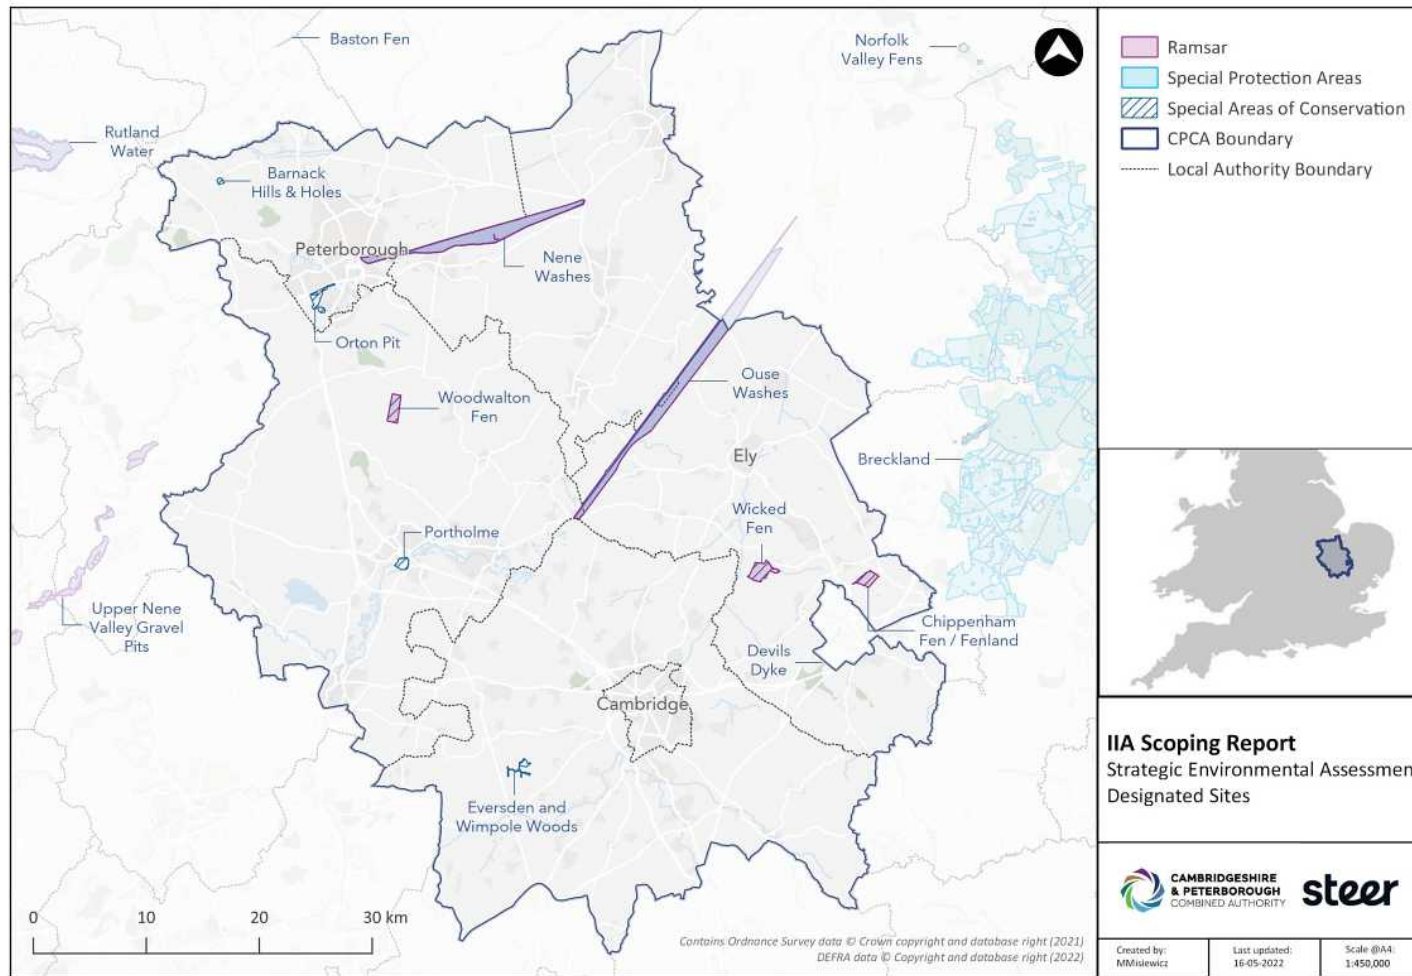 Baston Fen
Norfolk
Valley Fens
Rutland
Water
Barnack
Hills & Holes
Peterborough
Nene
Washes
Orton Pit
Woodwalton
Fen
Ouse
Washes
Ely
Breckland
Wicked
Fen
Portholme
Upper Nene
Valley Gravel
Pits
Chippenham
Fen / Fenland
Devils
Dyke
Cambridge
Eversden and
Wimpole Woods
0 10 20 30 km
Contains Ordnance Survey data © Crown copyright and database right (2021)
DEFRA data © Copyright and database right (2022)
Ramsar
Special Protection Areas
Special Areas of Conservation
CPCA Boundary
Local Authority Boundary
IIA Scoping Report
Strategic Environmental Assessmen
Designated Sites
CAMBRIDGESHIRE
& PETERBOROUGH
COMBINED AUTHORITY
steer
Created by:
MMisiewicz
Last updated:
16-05-2022
Scale @A4:
1:450,000